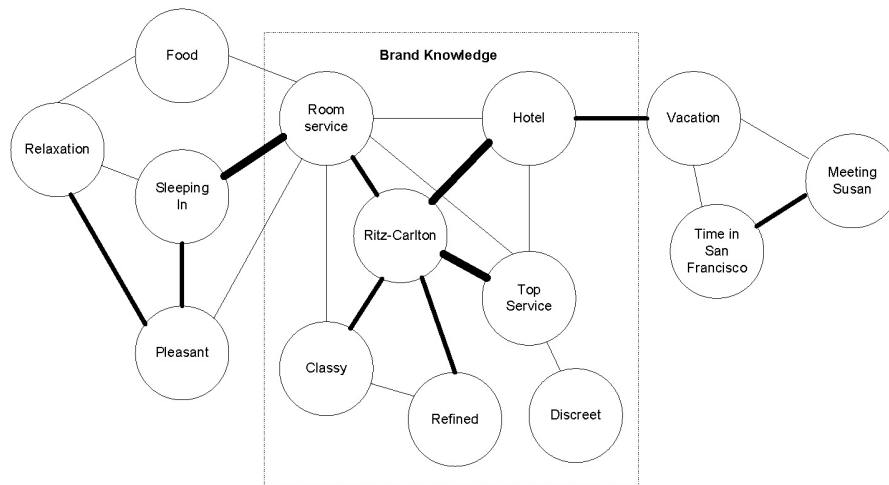 Brand Knowledge
Food
Room
service
Hotel
Vacation
Relaxation
Sleeping
In
Meeting
Susan
Ritz-Carlton
Time in
San
Francisco
Top
Service
Pleasant
Classy
Refined
Discreet